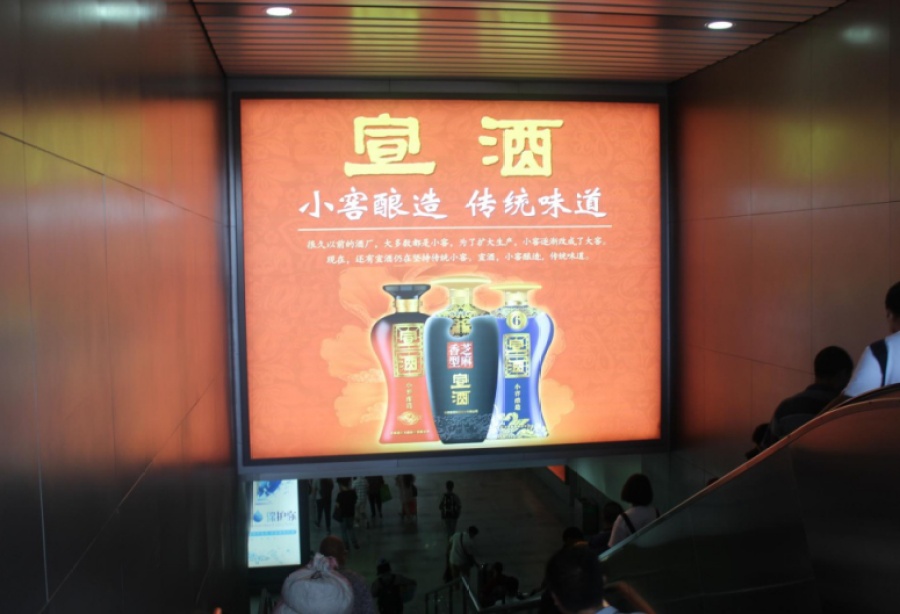 宣酒
小窖酿造 传统味道
很久以前的酒厂，大多数都是小窖，为了扩大生产，小窖逐渐改成了大窖。
现在，还有宣酒仍在坚持传统小窖，宣酒，小窖酿造，传统味道。
宣酒
芝麻香型
宣酒
6
宣酒